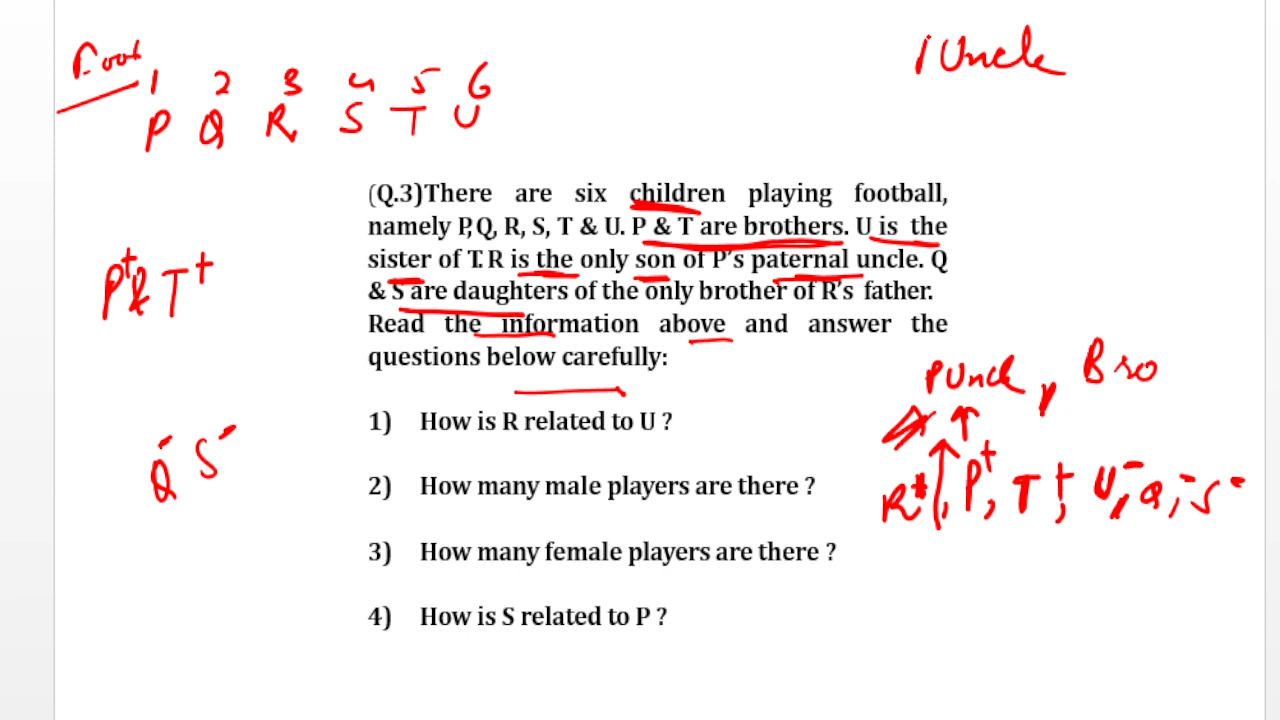 Foot
1 2 3 4 5 6
P Q R S T U
1 Uncle
(Q.3)There are six children playing football,
namely P,Q, R, S, T & U. P & T are brothers. U is the
sister of T. R is the only son of P's paternal uncle. Q
& S are daughters of the only brother of R's father.
Read the information above and answer the
questions below carefully:
P+ & T+
P Uncle, Bro
Q- S-
R+, P+, T+, U-, Q-, S-
1) How is R related to U ?
2) How many male players are there ?
3) How many female players are there ?
4) How is S related to P ?